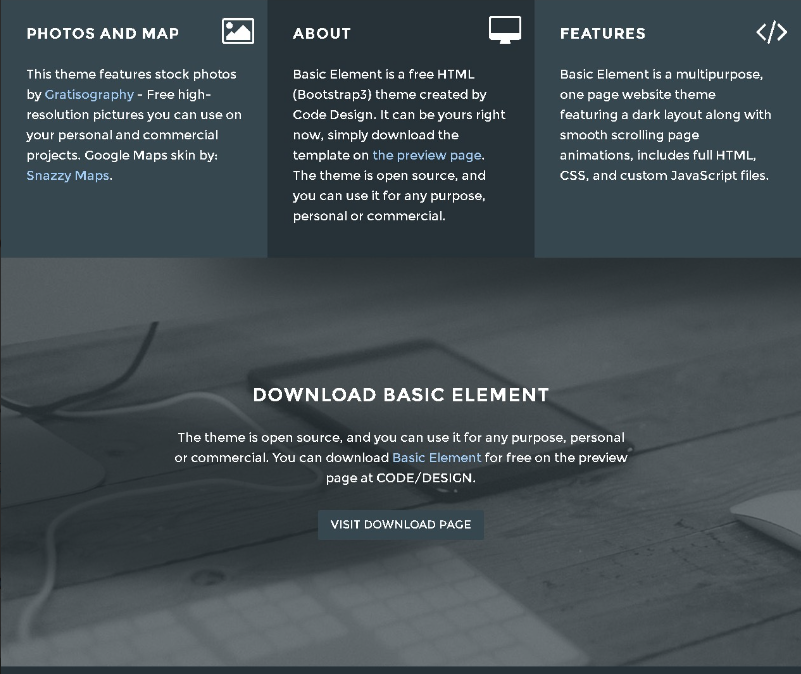 PHOTOS AND MAP
This theme features stock photos
by Gratisography - Free high-
resolution pictures you can use on
your personal and commercial
projects. Google Maps skin by:
Snazzy Maps.
ABOUT
Basic Element is a free HTML
(Bootstrap3) theme created by
Code Design. It can be yours right
now, simply download the
template on the preview page.
The theme is open source, and
you can use it for any purpose,
personal or commercial.
FEATURES
Basic Element is a multipurpose,
one page website theme
featuring a dark layout along with
smooth scrolling page
animations, includes full HTML,
CSS, and custom JavaScript files.
DOWNLOAD BASIC ELEMENT
The theme is open source, and you can use it for any purpose, personal
or commercial. You can download Basic Element for free on the preview
page at CODE/DESIGN.
VISIT DOWNLOAD PAGE